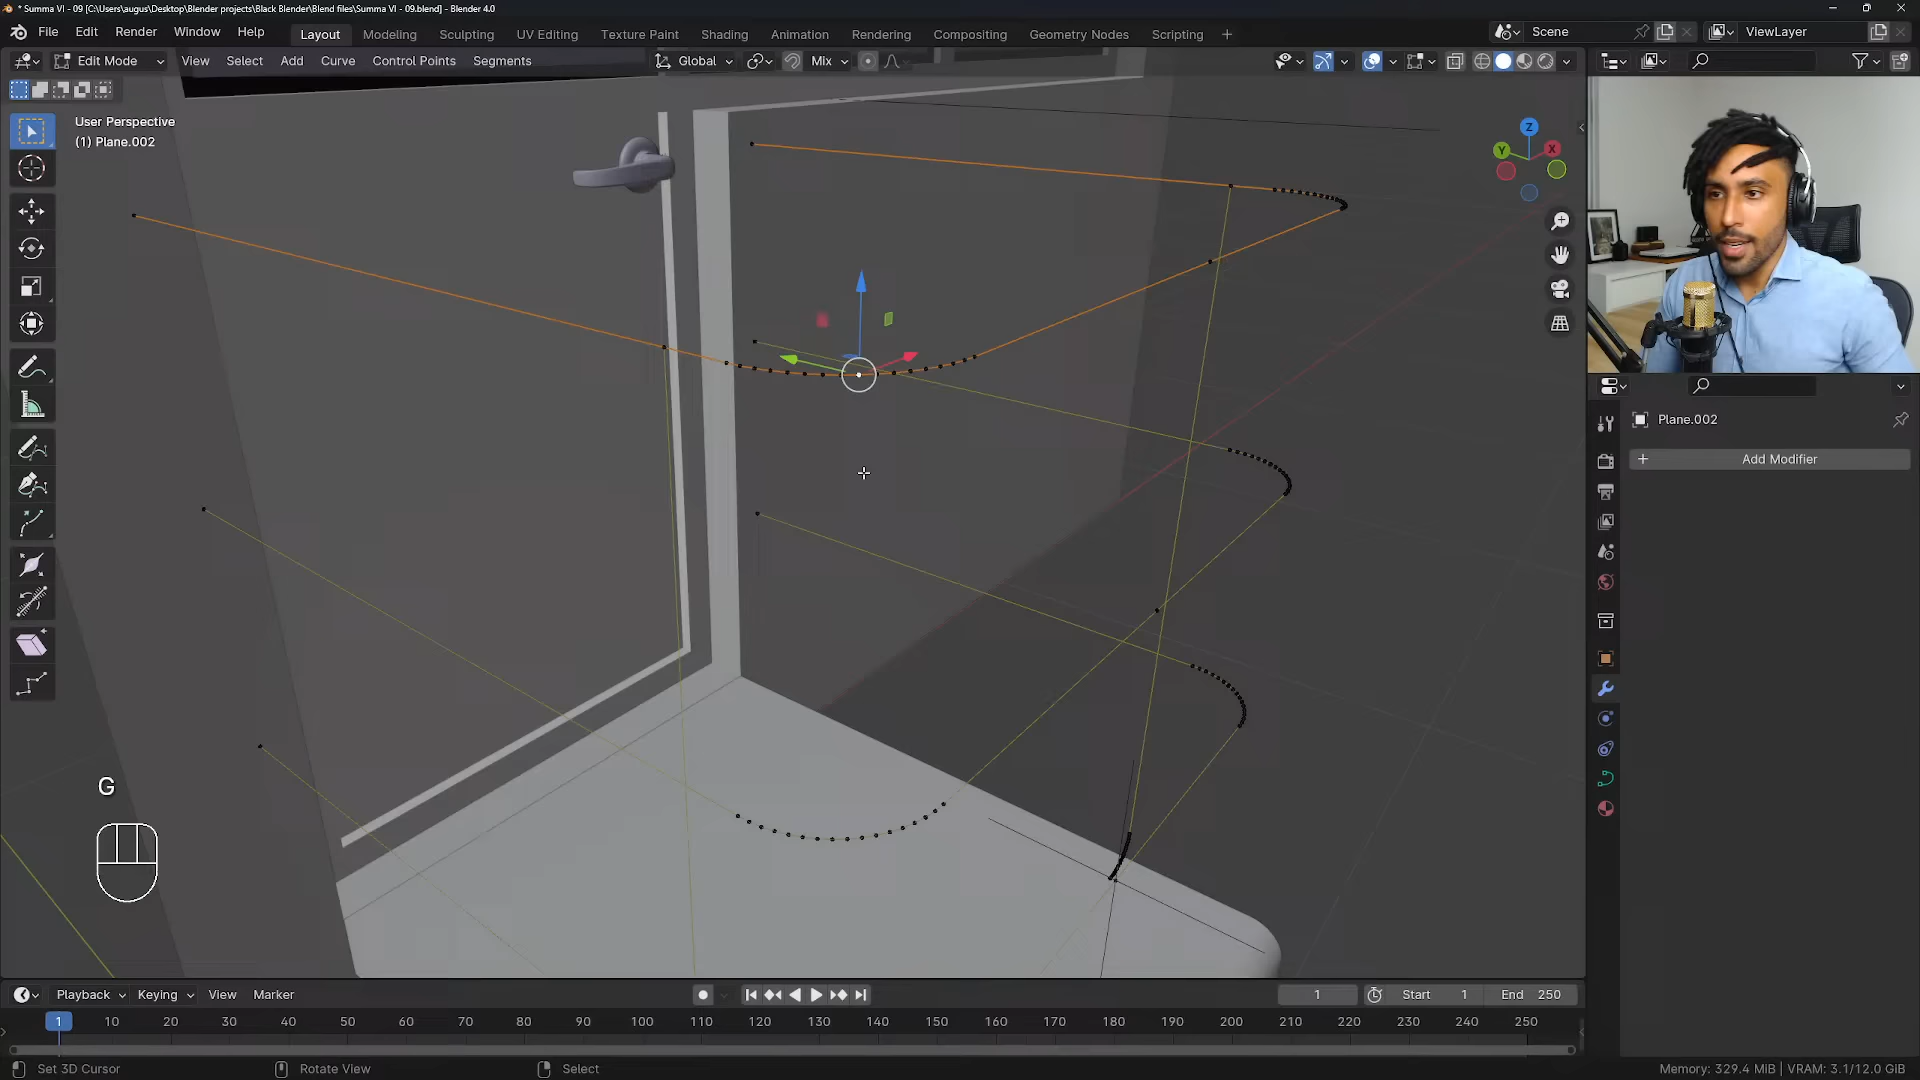 * Summa VI - 09 [C:\Users\augus\Desktop\Blender projects\Black Blender\Blend files\Summa VI - 09.blend] - Blender 4.0
File Edit Render Window Help Layout Modeling Sculpting UV Editing Texture Paint Shading Animation Rendering Compositing Geometry Nodes Scripting + Scene ViewLayer
Edit Mode View Select Add Curve Control Points Segments Global Mix
User Perspective
(1) Plane.002
Z
Y X
Plane.002
+ Add Modifier
G
Playback Keying View Marker 1 Start 1 End 250
1 10 20 30 40 50 60 70 80 90 100 110 120 130 140 150 160 170 180 190 200 210 220 230 240 250
Set 3D Cursor Rotate View Select Memory: 329.4 MiB | VRAM: 3.1/12.0 GiB